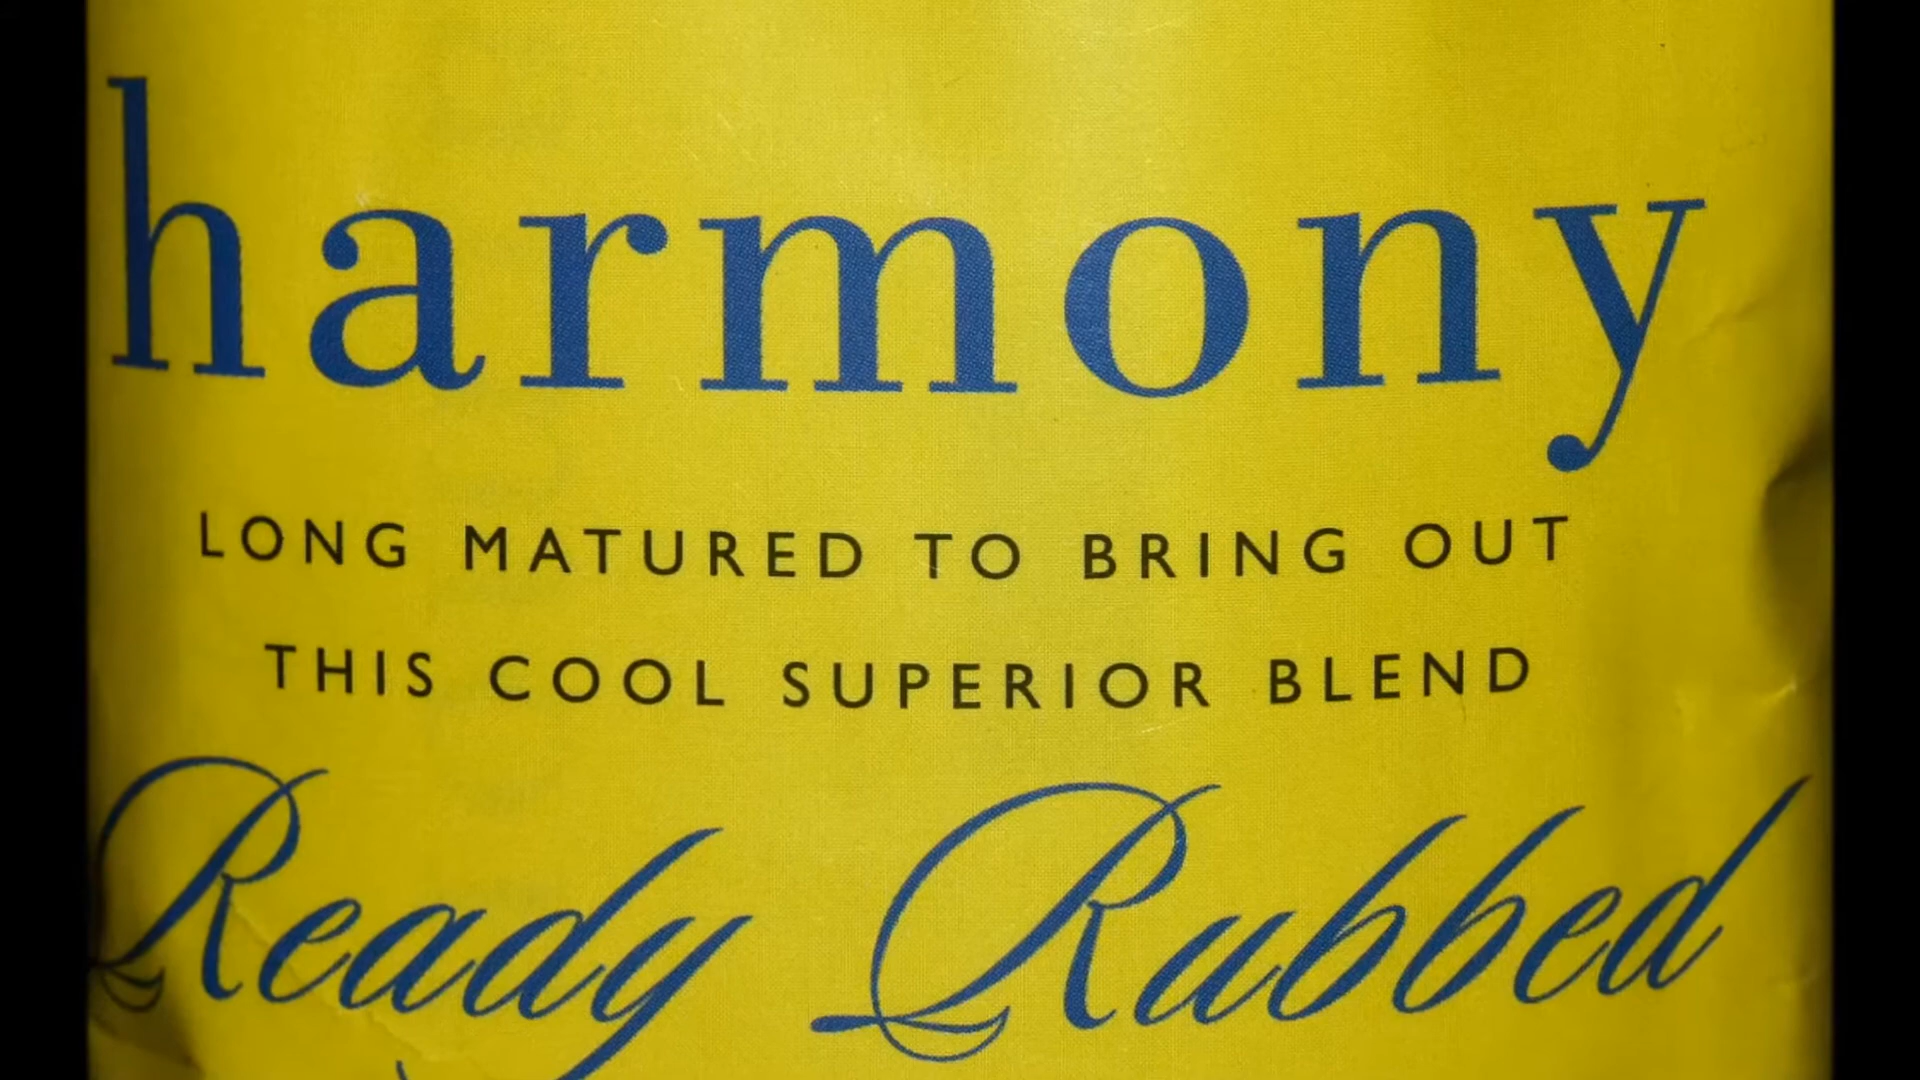 harmony
LONG MATURED TO BRING OUT
THIS COOL SUPERIOR BLEND
Ready Rubbed